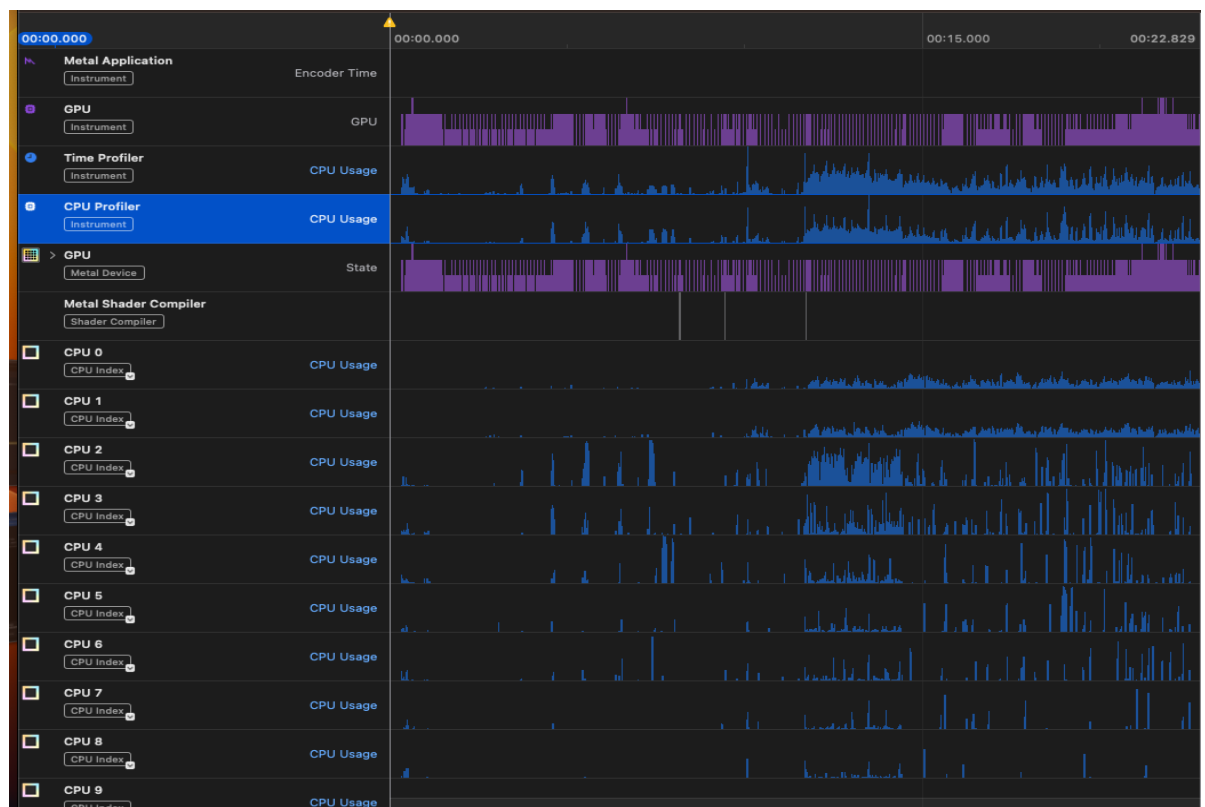 00:00.000 00:00.000 00:15.000 00:22.829
Metal Application
Instrument Encoder Time
GPU
Instrument GPU
Time Profiler
Instrument CPU Usage
CPU Profiler
Instrument CPU Usage
GPU
Metal Device State
Metal Shader Compiler
Shader Compiler
CPU 0
CPU Index CPU Usage
CPU 1
CPU Index CPU Usage
CPU 2
CPU Index CPU Usage
CPU 3
CPU Index CPU Usage
CPU 4
CPU Index CPU Usage
CPU 5
CPU Index CPU Usage
CPU 6
CPU Index CPU Usage
CPU 7
CPU Index CPU Usage
CPU 8
CPU Index CPU Usage
CPU 9
CPU Index CPU Usage